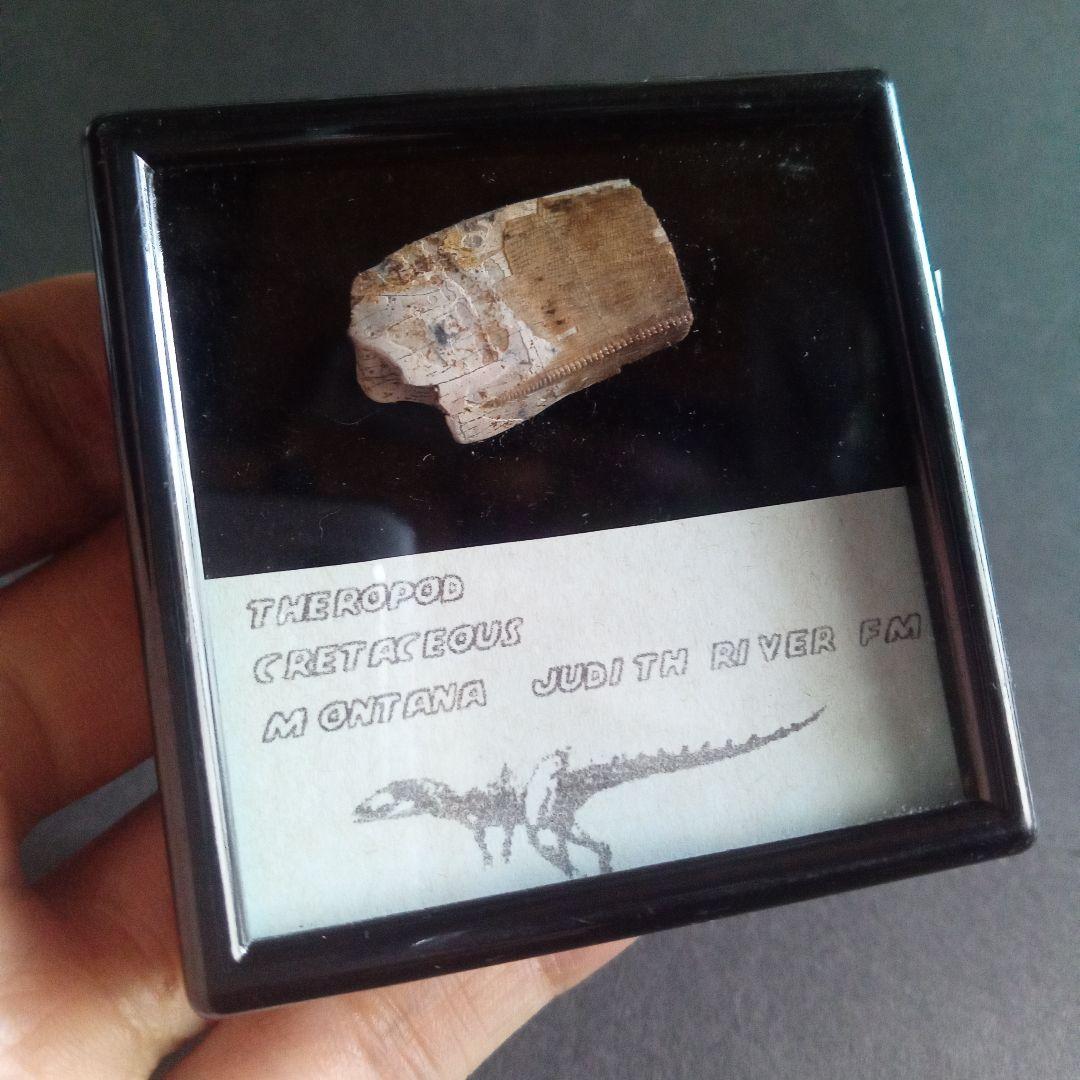 THEROPOD
CRETACEOUS
MONTANA JUDITH RIVER FM